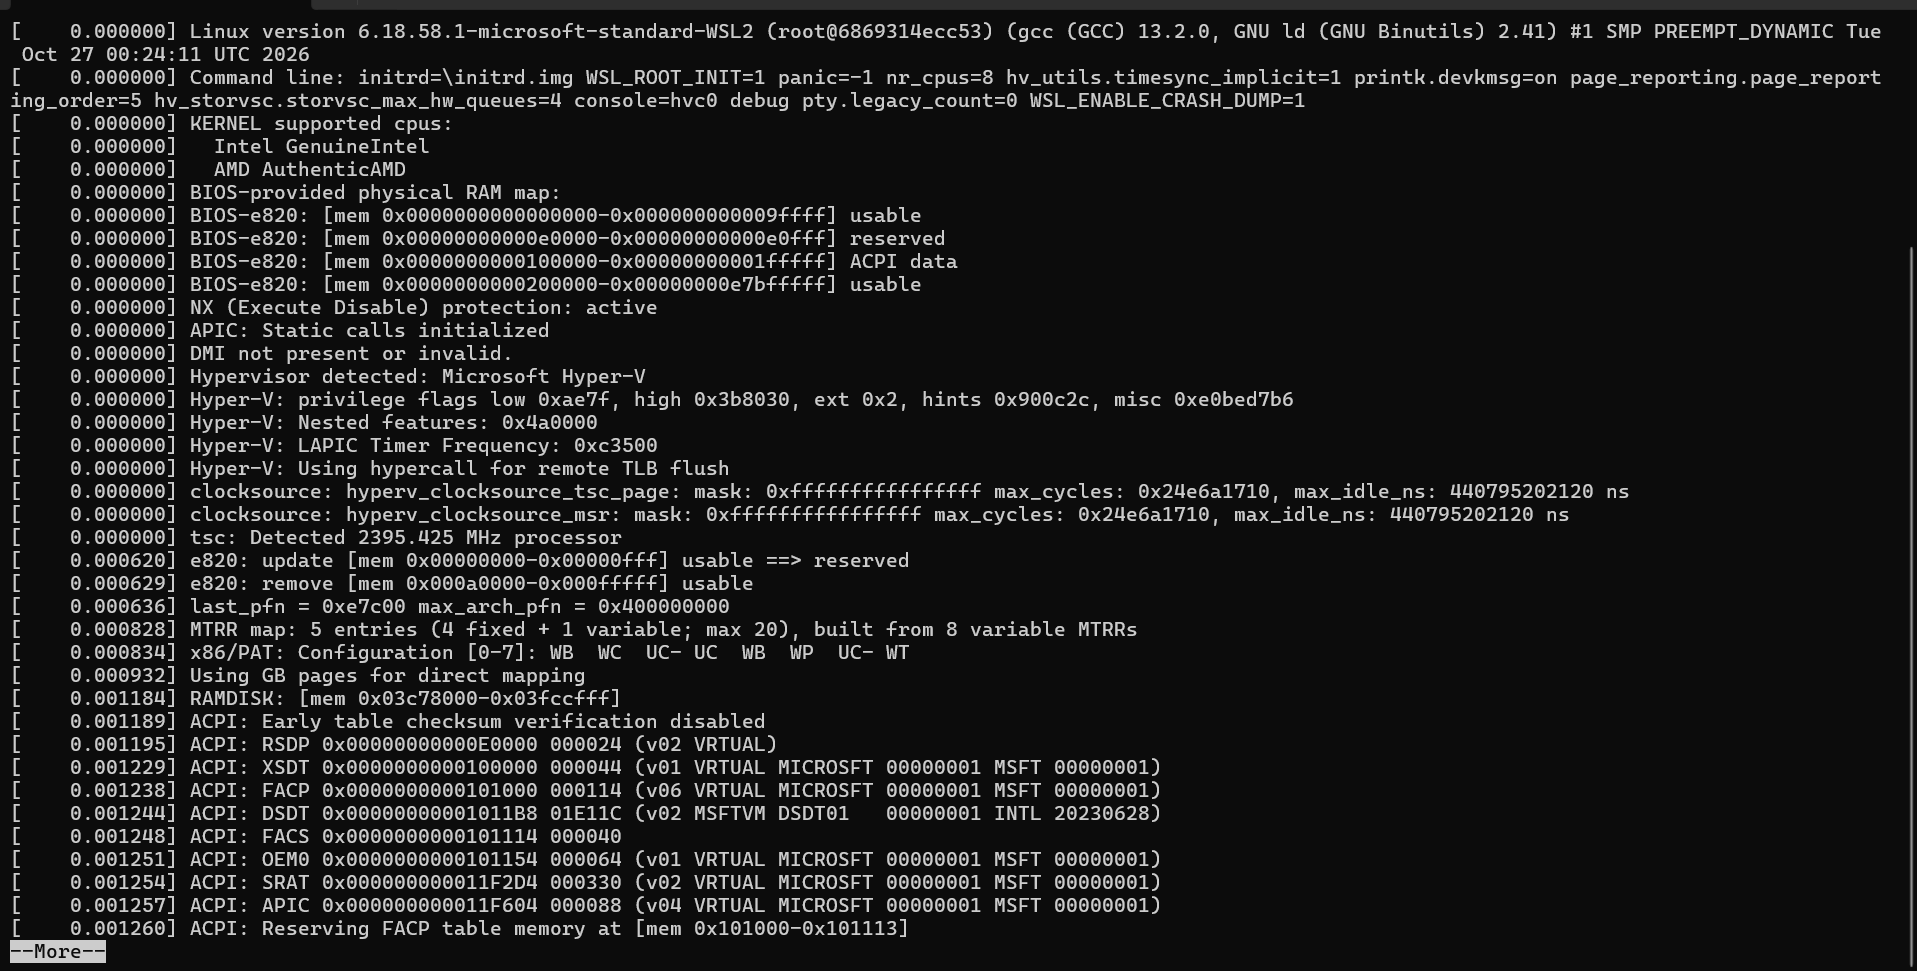 [    0.000000] Linux version 6.18.58.1-microsoft-standard-WSL2 (root@6869314ecc53) (gcc (GCC) 13.2.0, GNU ld (GNU Binutils) 2.41) #1 SMP PREEMPT_DYNAMIC Tue
 Oct 27 00:24:11 UTC 2026
[    0.000000] Command line: initrd=\initrd.img WSL_ROOT_INIT=1 panic=-1 nr_cpus=8 hv_utils.timesync_implicit=1 printk.devkmsg=on page_reporting.page_report
ing_order=5 hv_storvsc.storvsc_max_hw_queues=4 console=hvc0 debug pty.legacy_count=0 WSL_ENABLE_CRASH_DUMP=1
[    0.000000] KERNEL supported cpus:
[    0.000000]   Intel GenuineIntel
[    0.000000]   AMD AuthenticAMD
[    0.000000] BIOS-provided physical RAM map:
[    0.000000] BIOS-e820: [mem 0x0000000000000000-0x000000000009ffff] usable
[    0.000000] BIOS-e820: [mem 0x00000000000e0000-0x00000000000e0fff] reserved
[    0.000000] BIOS-e820: [mem 0x0000000000100000-0x00000000001fffff] ACPI data
[    0.000000] BIOS-e820: [mem 0x0000000000200000-0x00000000e7bfffff] usable
[    0.000000] NX (Execute Disable) protection: active
[    0.000000] APIC: Static calls initialized
[    0.000000] DMI not present or invalid.
[    0.000000] Hypervisor detected: Microsoft Hyper-V
[    0.000000] Hyper-V: privilege flags low 0xae7f, high 0x3b8030, ext 0x2, hints 0x900c2c, misc 0xe0bed7b6
[    0.000000] Hyper-V: Nested features: 0x4a0000
[    0.000000] Hyper-V: LAPIC Timer Frequency: 0xc3500
[    0.000000] Hyper-V: Using hypercall for remote TLB flush
[    0.000000] clocksource: hyperv_clocksource_tsc_page: mask: 0xffffffffffffffff max_cycles: 0x24e6a1710, max_idle_ns: 440795202120 ns
[    0.000000] clocksource: hyperv_clocksource_msr: mask: 0xffffffffffffffff max_cycles: 0x24e6a1710, max_idle_ns: 440795202120 ns
[    0.000000] tsc: Detected 2395.425 MHz processor
[    0.000620] e820: update [mem 0x00000000-0x00000fff] usable ==> reserved
[    0.000629] e820: remove [mem 0x000a0000-0x000fffff] usable
[    0.000636] last_pfn = 0xe7c00 max_arch_pfn = 0x400000000
[    0.000828] MTRR map: 5 entries (4 fixed + 1 variable; max 20), built from 8 variable MTRRs
[    0.000834] x86/PAT: Configuration [0-7]: WB  WC  UC- UC  WB  WP  UC- WT
[    0.000932] Using GB pages for direct mapping
[    0.001184] RAMDISK: [mem 0x03c78000-0x03fccfff]
[    0.001189] ACPI: Early table checksum verification disabled
[    0.001195] ACPI: RSDP 0x00000000000E0000 000024 (v02 VRTUAL)
[    0.001229] ACPI: XSDT 0x0000000000100000 000044 (v01 VRTUAL MICROSFT 00000001 MSFT 00000001)
[    0.001238] ACPI: FACP 0x0000000000101000 000114 (v06 VRTUAL MICROSFT 00000001 MSFT 00000001)
[    0.001244] ACPI: DSDT 0x00000000001011B8 01E11C (v02 MSFTVM DSDT01   00000001 INTL 20230628)
[    0.001248] ACPI: FACS 0x0000000000101114 000040
[    0.001251] ACPI: OEM0 0x0000000000101154 000064 (v01 VRTUAL MICROSFT 00000001 MSFT 00000001)
[    0.001254] ACPI: SRAT 0x000000000011F2D4 000330 (v02 VRTUAL MICROSFT 00000001 MSFT 00000001)
[    0.001257] ACPI: APIC 0x000000000011F604 000088 (v04 VRTUAL MICROSFT 00000001 MSFT 00000001)
[    0.001260] ACPI: Reserving FACP table memory at [mem 0x101000-0x101113]
--More--